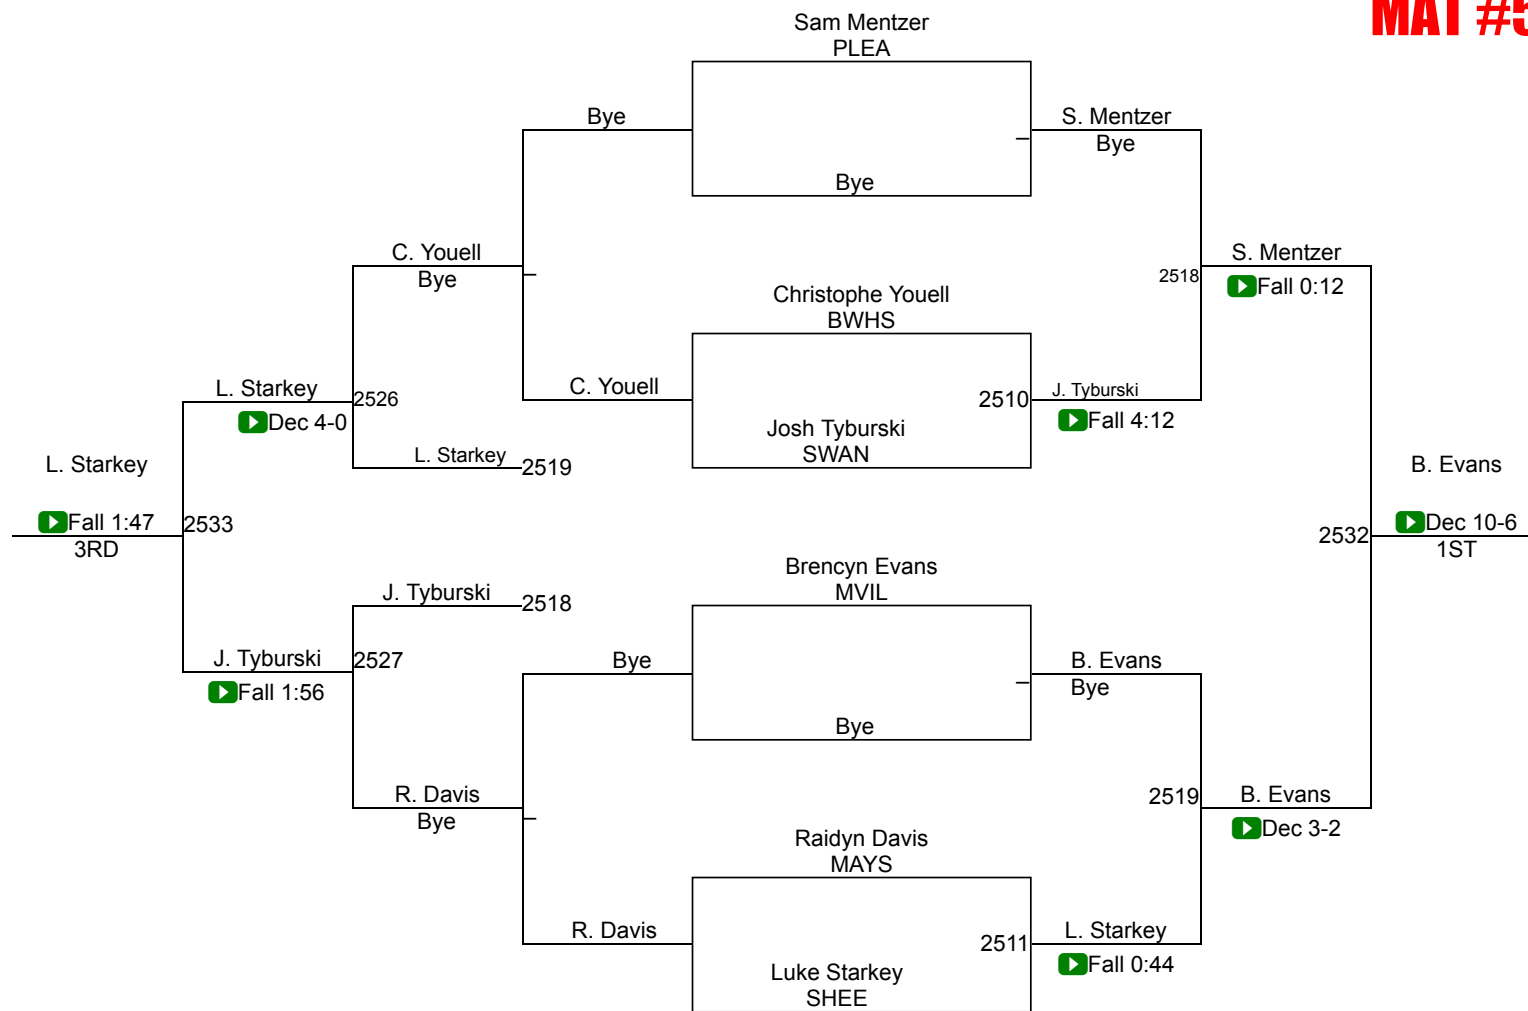 MAT #5
Sam Mentzer
PLEA
Bye
S. Mentzer
Bye
Bye
C. Youell
Bye
S. Mentzer
2518
Fall 0:12
Christophe Youell
BWHS
L. Starkey
2526
Dec 4-0
C. Youell
2510
J. Tyburski
Fall 4:12
Josh Tyburski
SWAN
L. Starkey
2519
L. Starkey
B. Evans
Fall 1:47
2533
3RD
2532
Dec 10-6
1ST
Brencyn Evans
MVIL
J. Tyburski
2518
J. Tyburski
2527
Fall 1:56
Bye
B. Evans
Bye
Bye
R. Davis
Bye
2519
B. Evans
Dec 3-2
Raidyn Davis
MAYS
R. Davis
2511
L. Starkey
Fall 0:44
Luke Starkey
SHEE